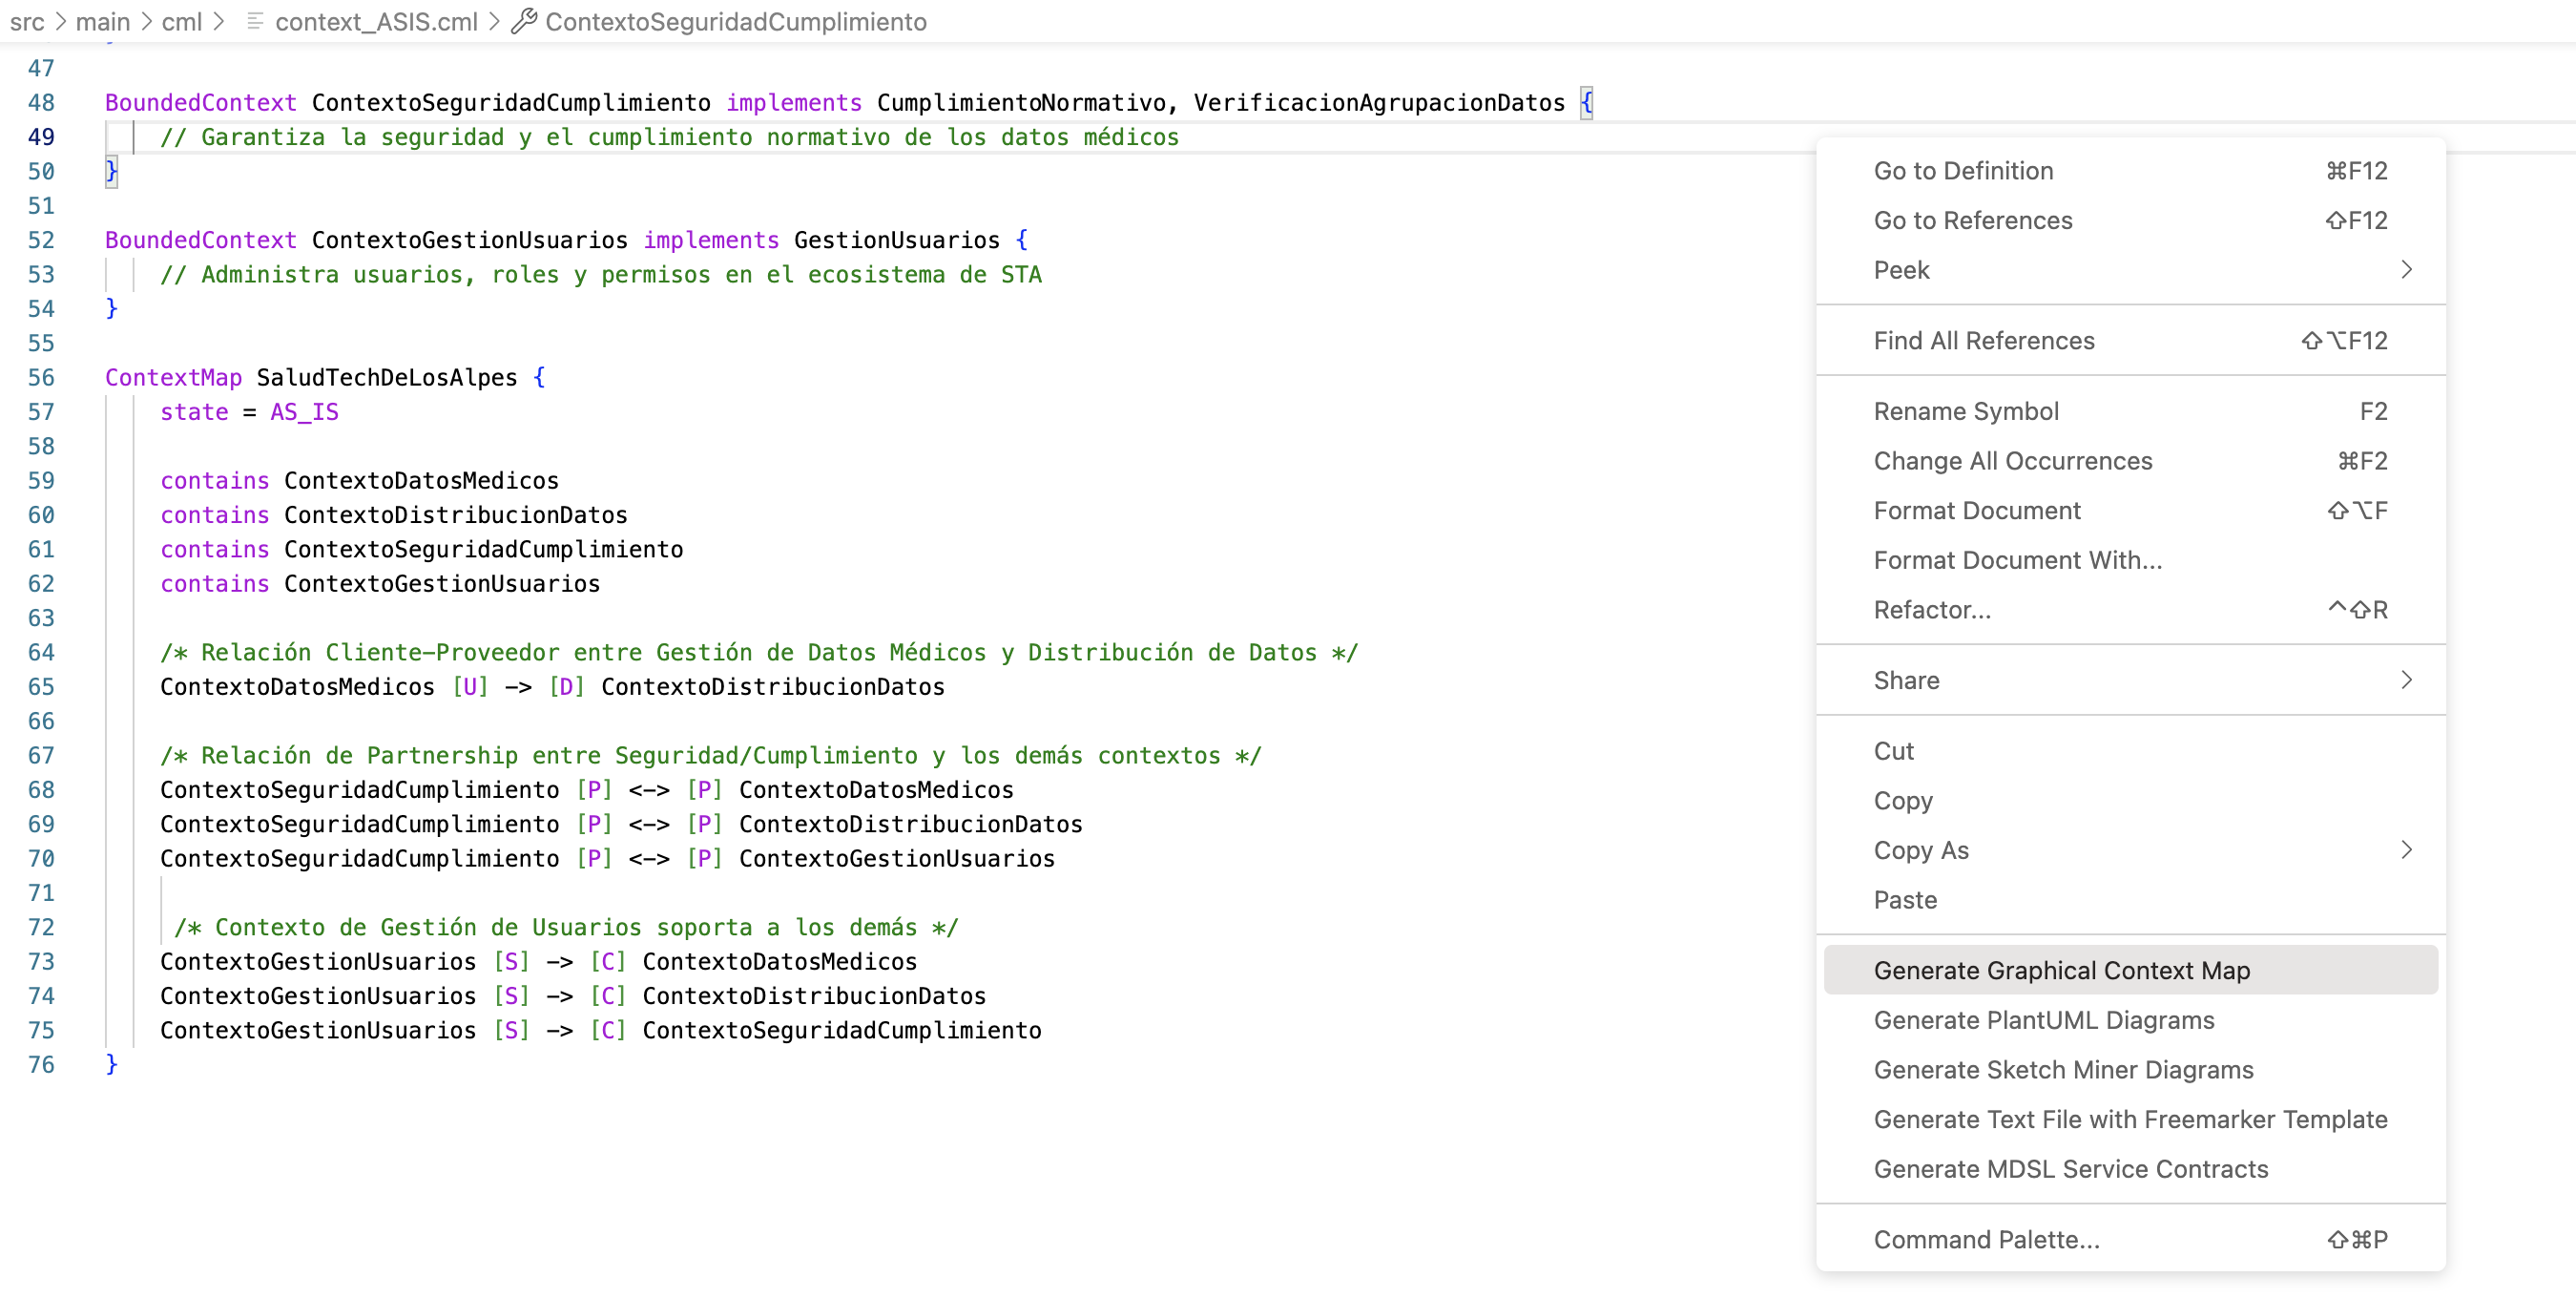 src > main > cml > context_ASIS.cml > ContextoSeguridadCumplimiento
47
48 BoundedContext ContextoSeguridadCumplimiento implements CumplimientoNormativo, VerificacionAgrupacionDatos {
49 // Garantiza la seguridad y el cumplimiento normativo de los datos médicos
50 }
51
52 BoundedContext ContextoGestionUsuarios implements GestionUsuarios {
53 // Administra usuarios, roles y permisos en el ecosistema de STA
54 }
55
56 ContextMap SaludTechDeLosAlpes {
57 state = AS_IS
58
59 contains ContextoDatosMedicos
60 contains ContextoDistribucionDatos
61 contains ContextoSeguridadCumplimiento
62 contains ContextoGestionUsuarios
63
64 /* Relación Cliente-Proveedor entre Gestión de Datos Médicos y Distribución de Datos */
65 ContextoDatosMedicos [U] -> [D] ContextoDistribucionDatos
66
67 /* Relación de Partnership entre Seguridad/Cumplimiento y los demás contextos */
68 ContextoSeguridadCumplimiento [P] <-> [P] ContextoDatosMedicos
69 ContextoSeguridadCumplimiento [P] <-> [P] ContextoDistribucionDatos
70 ContextoSeguridadCumplimiento [P] <-> [P] ContextoGestionUsuarios
71
72 /* Contexto de Gestión de Usuarios soporta a los demás */
73 ContextoGestionUsuarios [S] -> [C] ContextoDatosMedicos
74 ContextoGestionUsuarios [S] -> [C] ContextoDistribucionDatos
75 ContextoGestionUsuarios [S] -> [C] ContextoSeguridadCumplimiento
76 }
Go to Definition ⌘F12
Go to References ⇧F12
Peek >
Find All References ⇧⌥F12
Rename Symbol F2
Change All Occurrences ⌘F2
Format Document ⇧⌥F
Format Document With...
Refactor... ^⇧R
Share >
Cut
Copy
Copy As >
Paste
Generate Graphical Context Map
Generate PlantUML Diagrams
Generate Sketch Miner Diagrams
Generate Text File with Freemarker Template
Generate MDSL Service Contracts
Command Palette... ⇧⌘P